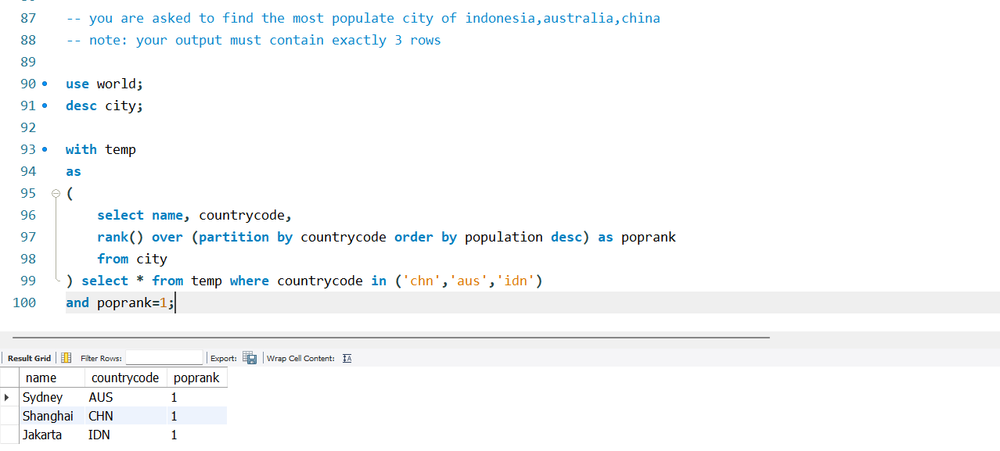 87 -- you are asked to find the most populate city of indonesia,australia,china
88 -- note: your output must contain exactly 3 rows
89
90 use world;
91 desc city;
92
93 with temp
94 as
95 (
96 select name, countrycode,
97 rank() over (partition by countrycode order by population desc) as poprank
98 from city
99 ) select * from temp where countrycode in ('chn','aus','idn')
100 and poprank=1;
Result Grid Filter Rows: Export: Wrap Cell Content:
name countrycode poprank
Sydney AUS 1
Shanghai CHN 1
Jakarta IDN 1